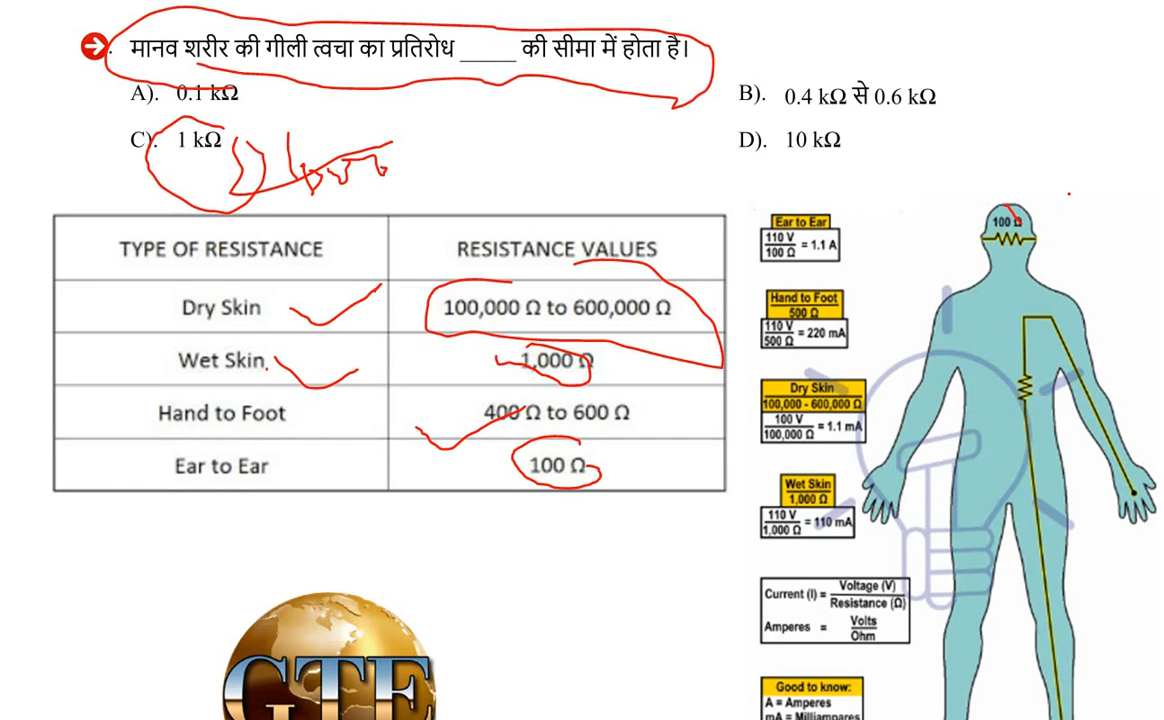 मानव शरीर की गीली त्वचा का प्रतिरोध _____ की सीमा में होता है।
A). 0.1 kΩ
B). 0.4 kΩ से 0.6 kΩ
C). 1 kΩ
D). 10 kΩ
TYPE OF RESISTANCE RESISTANCE VALUES
Dry Skin 100,000 Ω to 600,000 Ω
Wet Skin 1,000 Ω
Hand to Foot 400 Ω to 600 Ω
Ear to Ear 100 Ω
GTE
100 Ω
Ear to Ear
110 V
100 Ω = 1.1 A
Hand to Foot
500 Ω
110 V
500 Ω = 220 mA
Dry Skin
100,000 - 600,000 Ω
100 V
100,000 Ω = 1.1 mA
Wet Skin
1,000 Ω
110 V
1,000 Ω = 110 mA
Current (I) = Voltage (V)
Resistance (Ω)
Amperes = Volts
Ohm
Good to know:
A = Amperes
mA = Milliampares